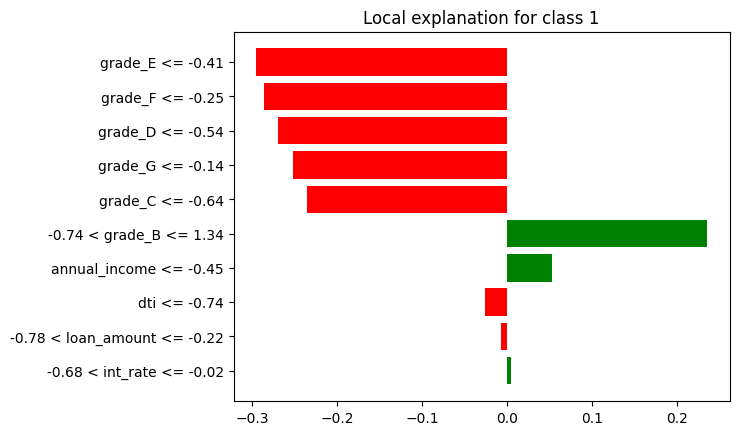 Local explanation for class 1
grade_E <= -0.41
grade_F <= -0.25
grade_D <= -0.54
grade_G <= -0.14
grade_C <= -0.64
-0.74 < grade_B <= 1.34
annual_income <= -0.45
dti <= -0.74
-0.78 < loan_amount <= -0.22
-0.68 < int_rate <= -0.02
−0.3 −0.2 −0.1 0.0 0.1 0.2